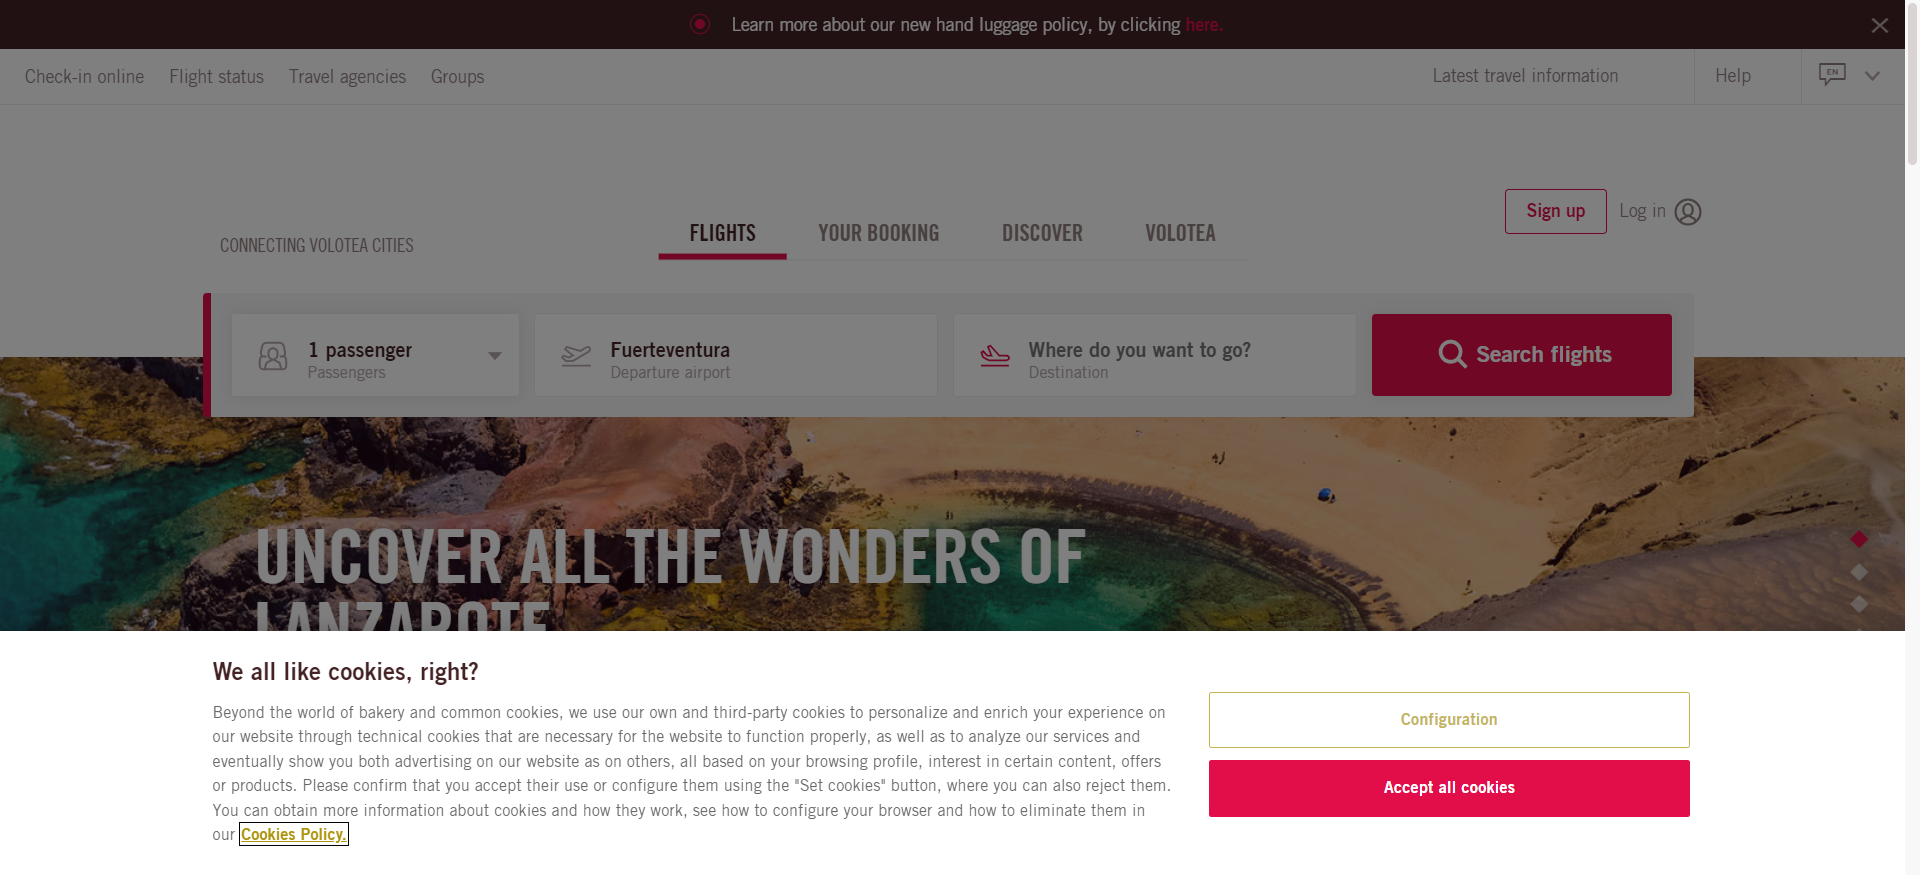 Learn more about our new hand luggage policy, by clicking here.
Check-in online Flight status Travel agencies Groups Latest travel information Help EN
Sign up Log in
CONNECTING VOLOTEA CITIES FLIGHTS YOUR BOOKING DISCOVER VOLOTEA
1 passenger
Passengers
Fuerteventura
Departure airport
Where do you want to go?
Destination
Search flights
UNCOVER ALL THE WONDERS OF
LANZAROTE
We all like cookies, right?
Beyond the world of bakery and common cookies, we use our own and third-party cookies to personalize and enrich your experience on
our website through technical cookies that are necessary for the website to function properly, as well as to analyze our services and
eventually show you both advertising on our website as on others, all based on your browsing profile, interest in certain content, offers
or products. Please confirm that you accept their use or configure them using the "Set cookies" button, where you can also reject them.
You can obtain more information about cookies and how they work, see how to configure your browser and how to eliminate them in
our Cookies Policy.
Configuration
Accept all cookies